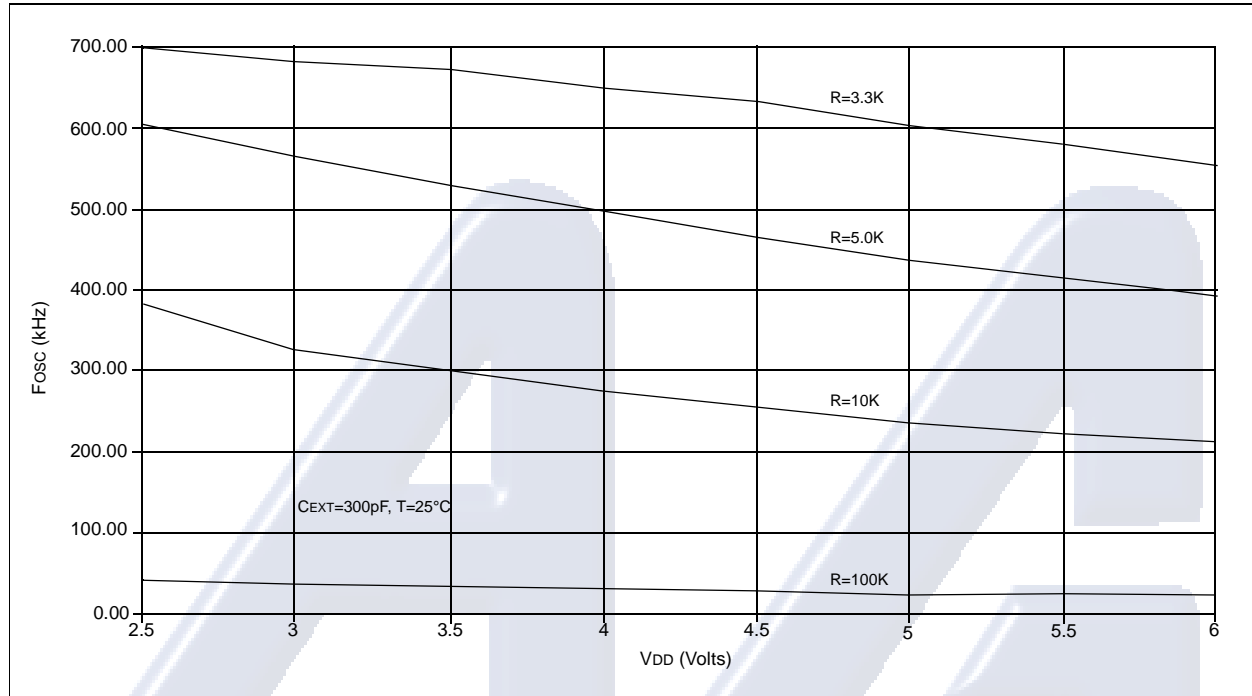 700.00
600.00
500.00
400.00
300.00
200.00
100.00
0.00
FOSC (kHz)
R=3.3K
R=5.0K
R=10K
CEXT=300pF, T=25°C
R=100K
2.5 3 3.5 4 4.5 5 5.5 6
VDD (Volts)